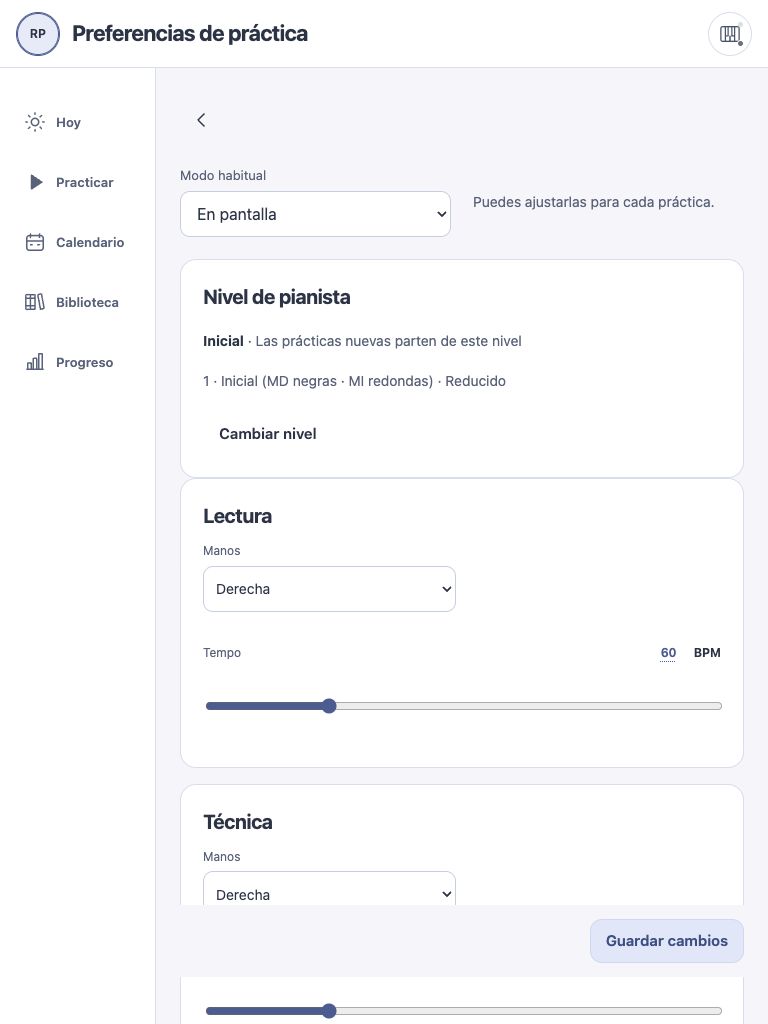 RP
Preferencias de práctica
Hoy
Practicar
Calendario
Biblioteca
Progreso
Modo habitual
En pantalla
Puedes ajustarlas para cada práctica.
Nivel de pianista
Inicial · Las prácticas nuevas parten de este nivel
1 · Inicial (MD negras · MI redondas) · Reducido
Cambiar nivel
Lectura
Manos
Derecha
Tempo
60 BPM
Técnica
Manos
Derecha
Guardar cambios